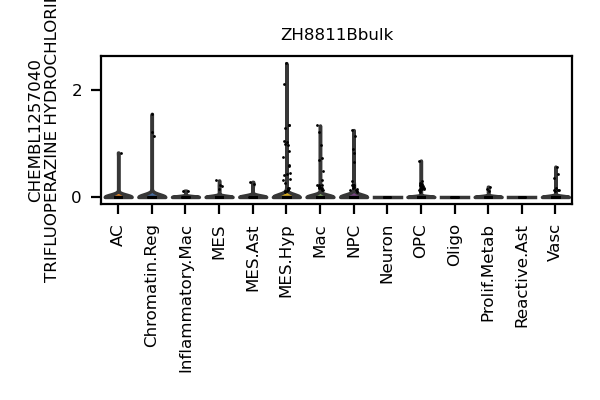 ZH8811Bbulk
CHEMBL1257040
TRIFLUOPERAZINE
2
0
AC
Chromatin.Reg
Inflammatory.Mac
MES
MES.Ast
MES.Hyp
Mac
NPC
Neuron
OPC
Oligo
Prolif.Metab
Reactive.Ast
Vasc